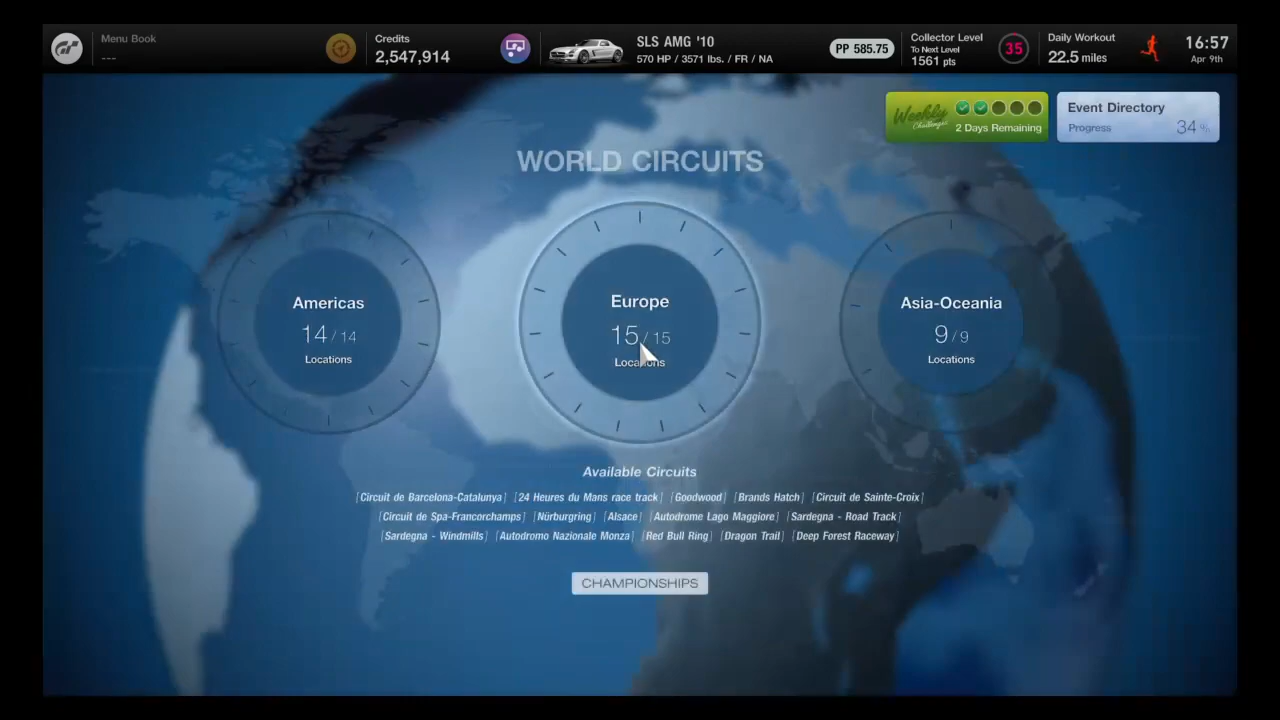 Menu Book
---
Credits
2,547,914
SLS AMG '10
570 HP / 3571 lbs. / FR / NA
PP 585.75
Collector Level
To Next Level
1561 pts
35
Daily Workout
22.5 miles
16:57
Apr 9th
Weekly Challenges
2 Days Remaining
Event Directory
Progress 34 %
WORLD CIRCUITS
Americas
14 / 14
Locations
Europe
15 / 15
Locations
Asia-Oceania
9 / 9
Locations
Available Circuits
[Circuit de Barcelona-Catalunya] [24 Heures du Mans race track] [Goodwood] [Brands Hatch] [Circuit de Sainte-Croix]
[Circuit de Spa-Francorchamps] [Nürburgring] [Alsace] [Autodrome Lago Maggiore] [Sardegna - Road Track]
[Sardegna - Windmills] [Autodromo Nazionale Monza] [Red Bull Ring] [Dragon Trail] [Deep Forest Raceway]
CHAMPIONSHIPS